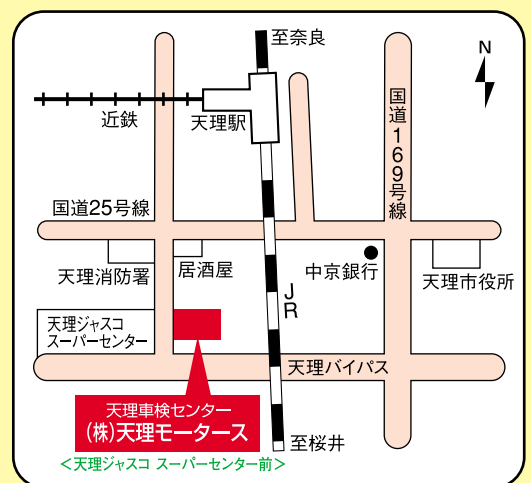 至奈良
N
近鉄
天理駅
国道169号線
国道25号線
天理消防署
居酒屋
中京銀行
天理市役所
JR
天理ジャスコ
スーパーセンター
天理バイパス
天理車検センター
(株)天理モータース
至桜井
<天理ジャスコ スーパーセンター前>